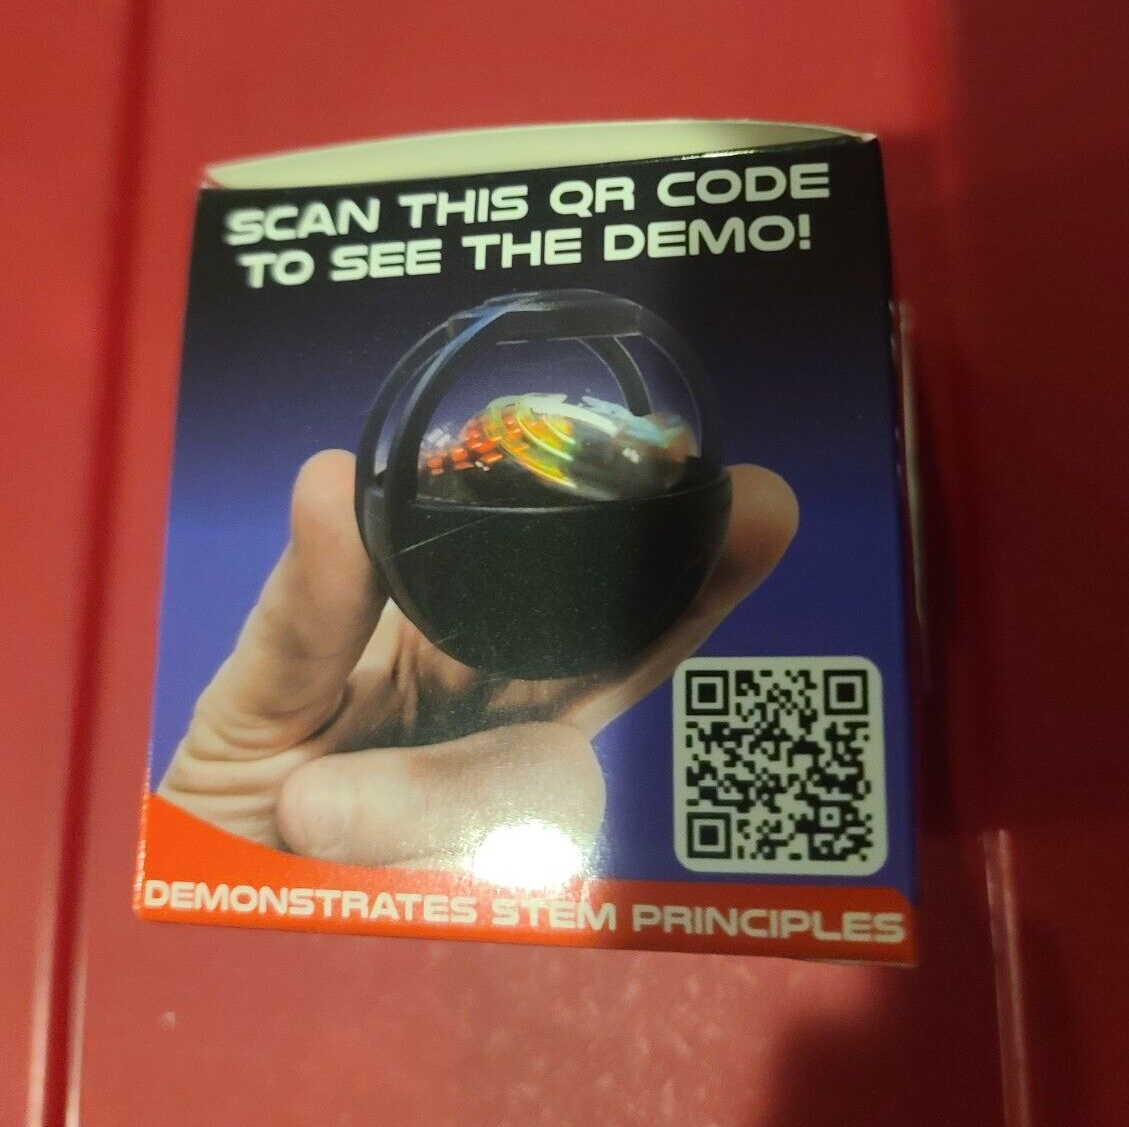 SCAN THIS QR CODE
TO SEE THE DEMO!
DEMONSTRATES STEM PRINCIPLES